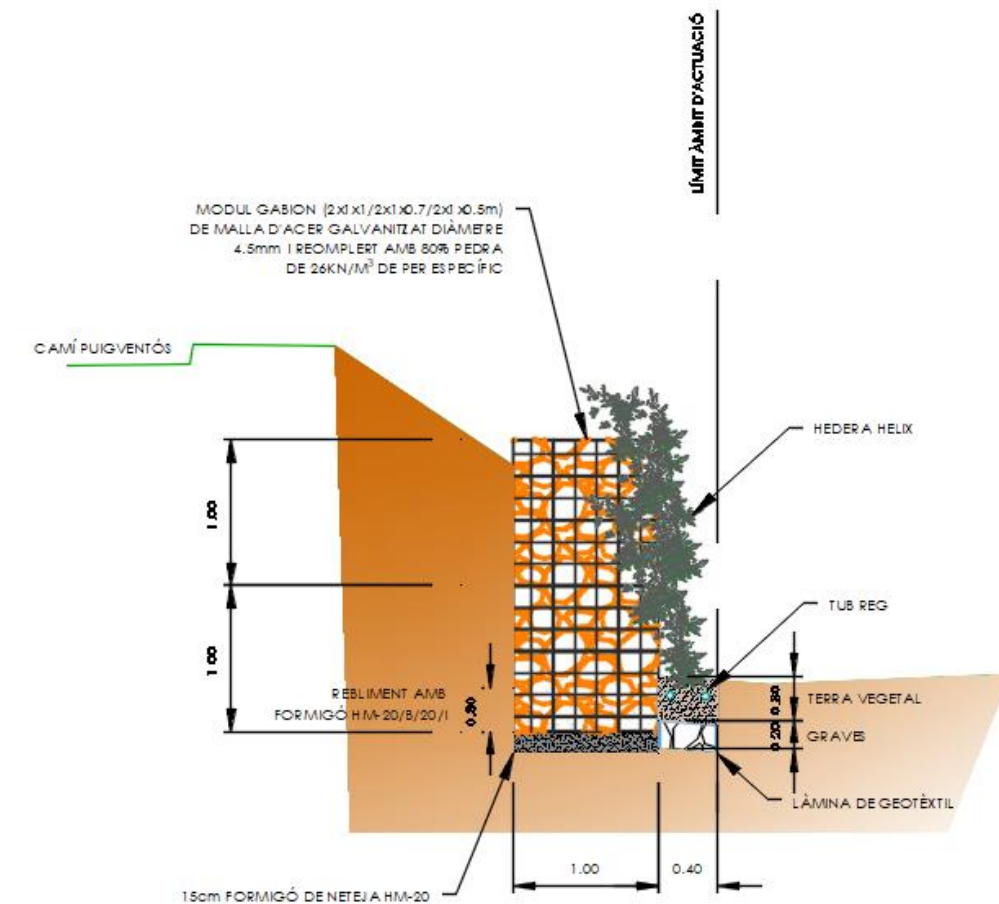 LÍMIT ÀMBIT D'ACTUACIÓ
MODUL GABION (2x1x1/2x1x0.7/2x1x0.5m)
DE MALLA D'ACER GALVANITZAT DIÀMETRE
4.5mm I REOMPLERT AMB 80% PEDRA
DE 26KN/M³ DE PER ESPECÍFIC
CAMÍ PUIGVENTÓS
HEDERA HELIX
1.00
TUB REG
1.00
REBLIMENT AMB
FORMIGÓ HM-20/B/20/I
0.30
0.30
TERRA VEGETAL
0.20
GRAVES
LÀMINA DE GEOTÈXTIL
1.00
0.40
15cm FORMIGÓ DE NETEJA HM-20